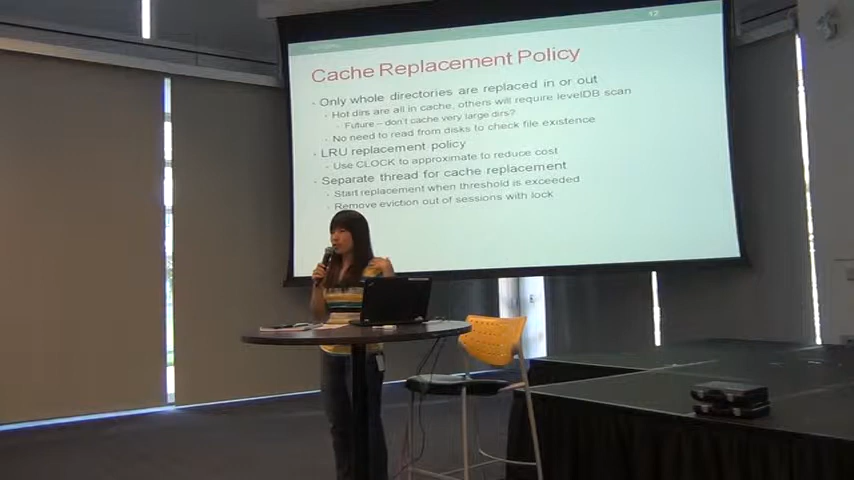 12
Cache Replacement Policy
• Only whole directories are replaced in or out
• Hot dirs are all in cache, others will require levelDB scan
• Future – don't cache very large dirs?
• No need to read from disks to check file existence
• LRU replacement policy
• Use CLOCK to approximate to reduce cost
• Separate thread for cache replacement
• Start replacement when threshold is exceeded
• Remove eviction out of sessions with lock